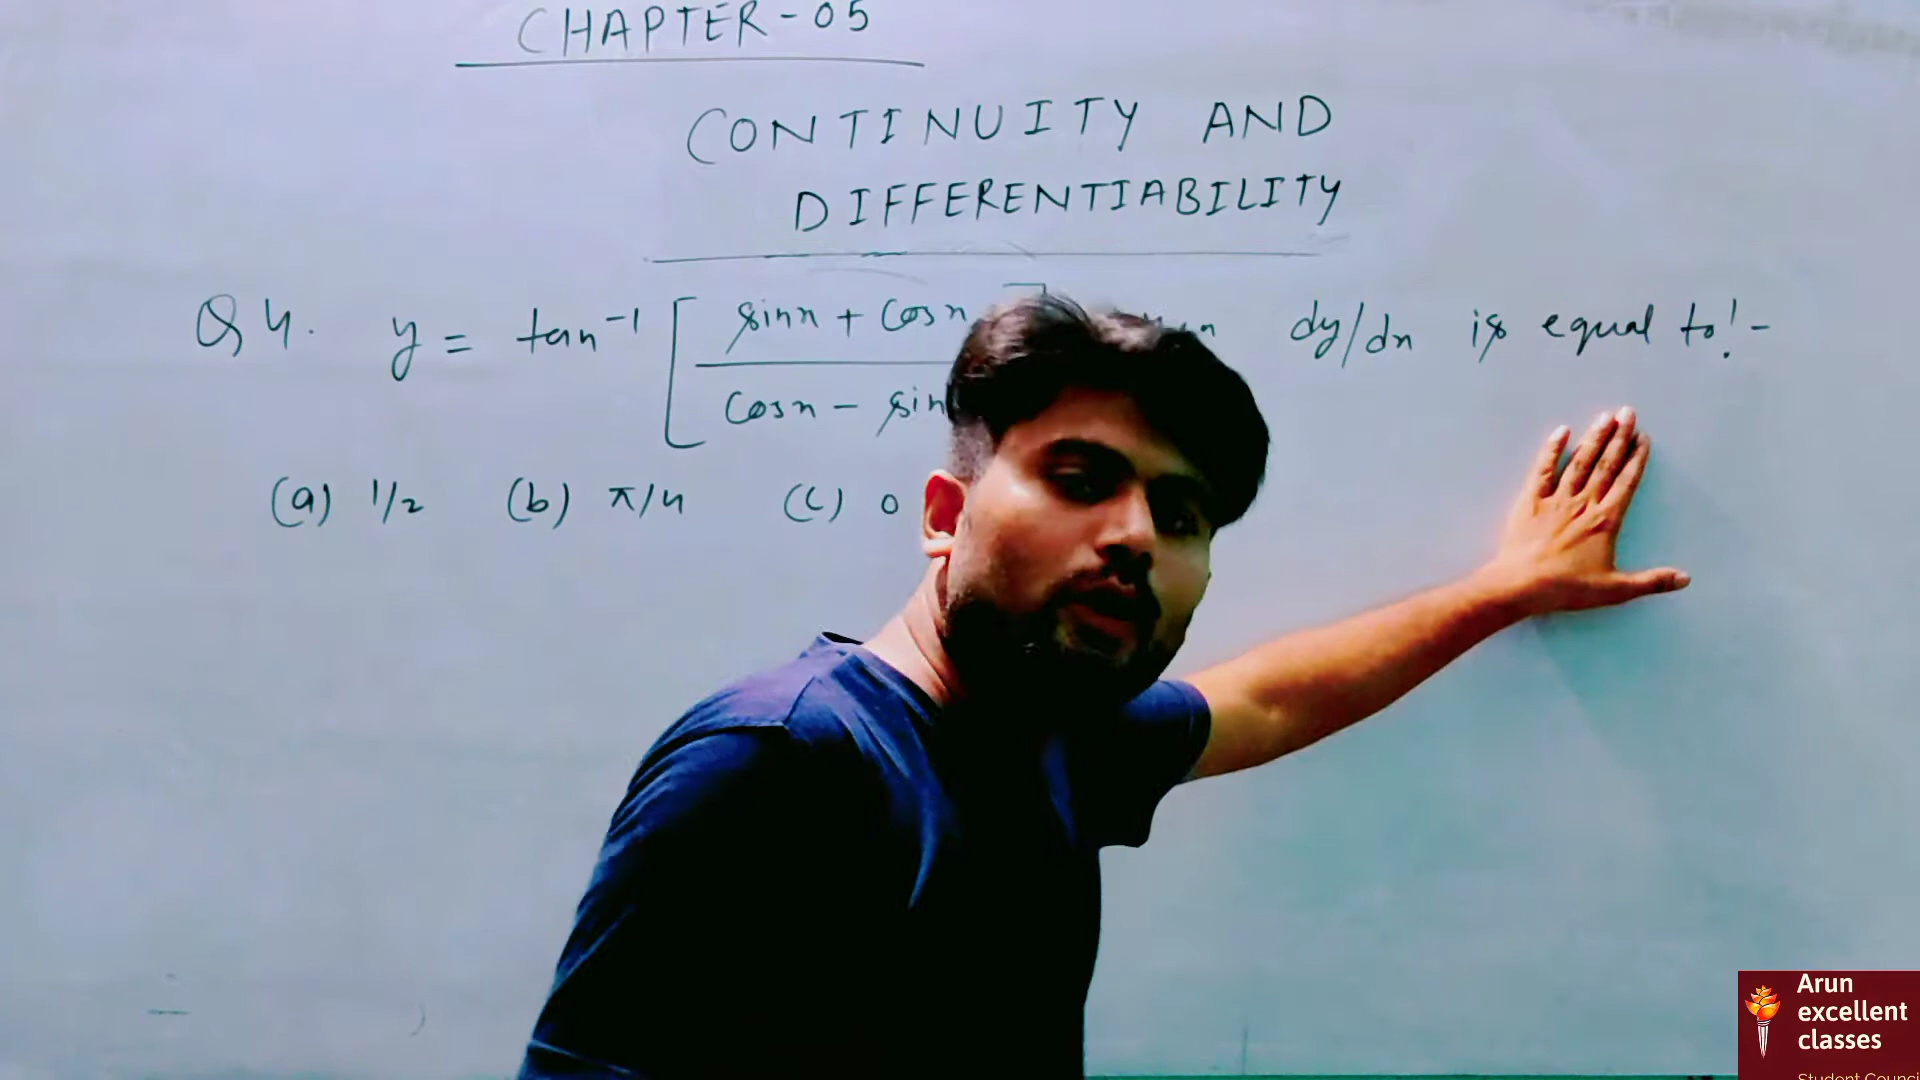 CHAPTER-05
CONTINUITY AND
DIFFERENTIABILITY
Q4. y = tan⁻¹ [ sinx + cosx / cosx - sin dy/dx is equal to:-
(a) 1/2 (b) π/4 (c) 0
Arun
excellent
classes
Student